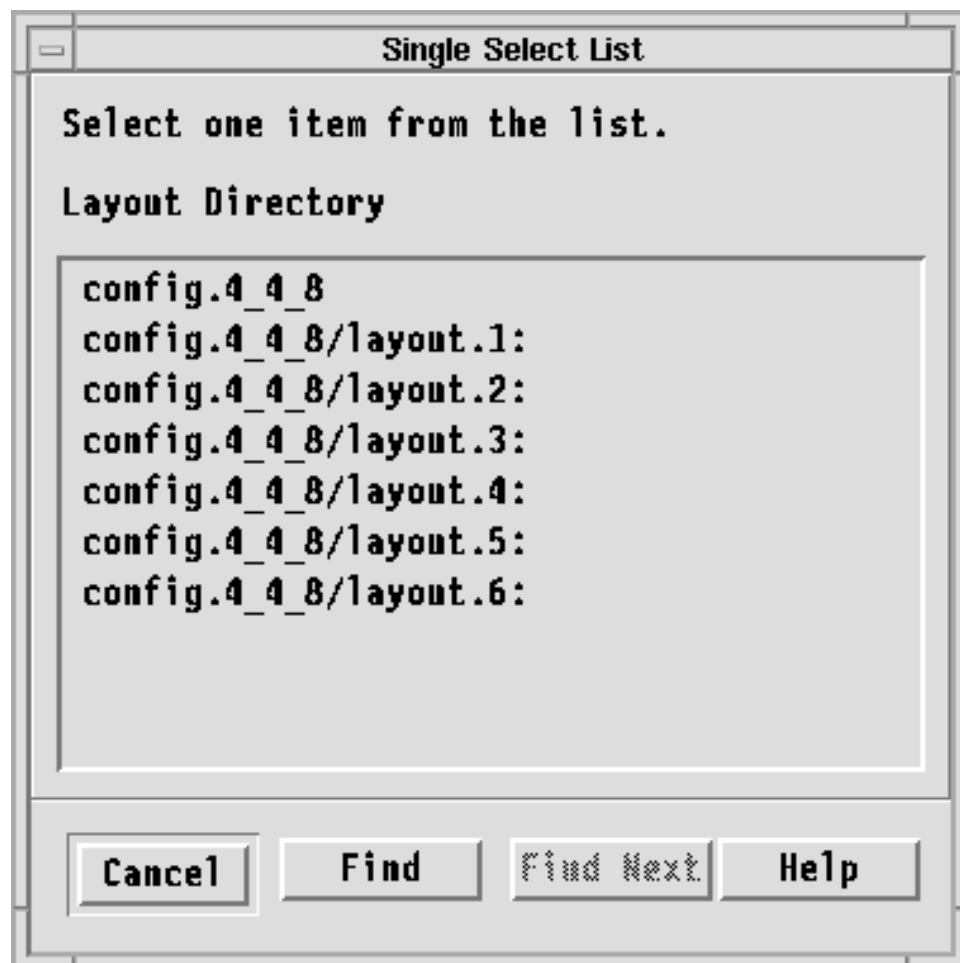 Single Select List
Select one item from the list.
Layout Directory
config.4_4_8
config.4_4_8/layout.1:
config.4_4_8/layout.2:
config.4_4_8/layout.3:
config.4_4_8/layout.4:
config.4_4_8/layout.5:
config.4_4_8/layout.6:
Cancel Find Find Next Help